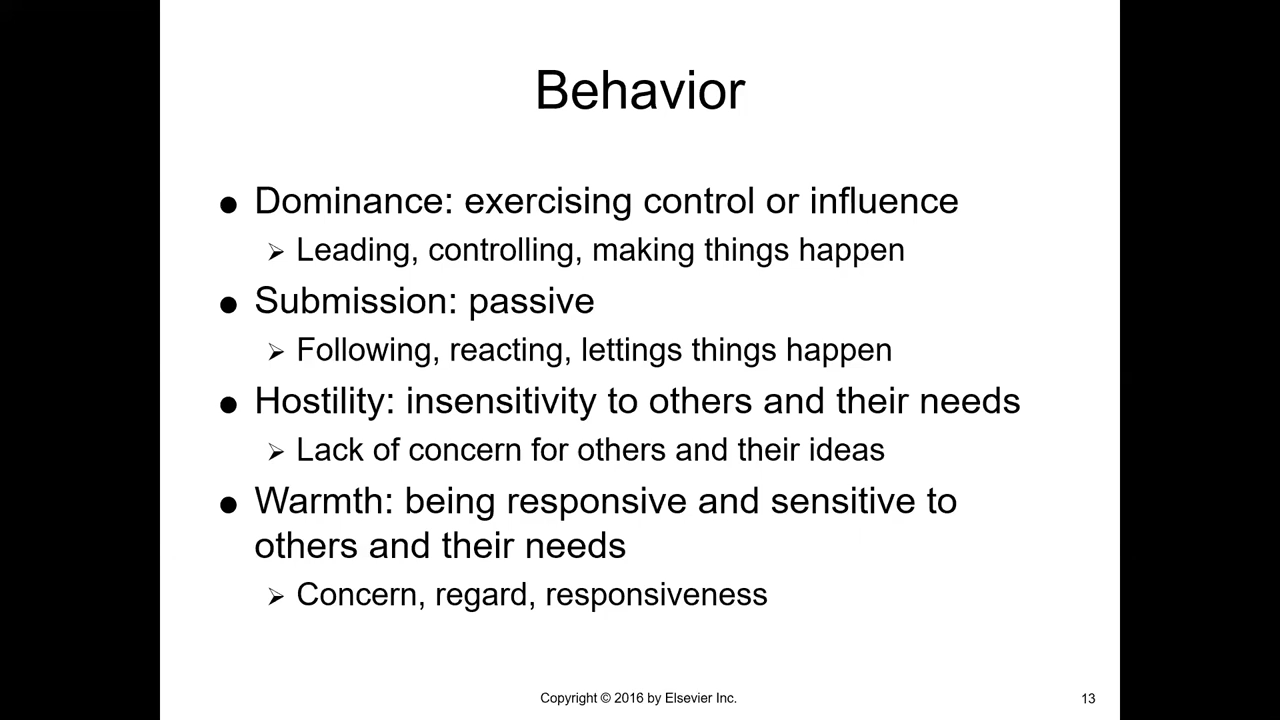 Behavior
● Dominance: exercising control or influence
➢ Leading, controlling, making things happen
● Submission: passive
➢ Following, reacting, lettings things happen
● Hostility: insensitivity to others and their needs
➢ Lack of concern for others and their ideas
● Warmth: being responsive and sensitive to
others and their needs
➢ Concern, regard, responsiveness
Copyright © 2016 by Elsevier Inc.
13